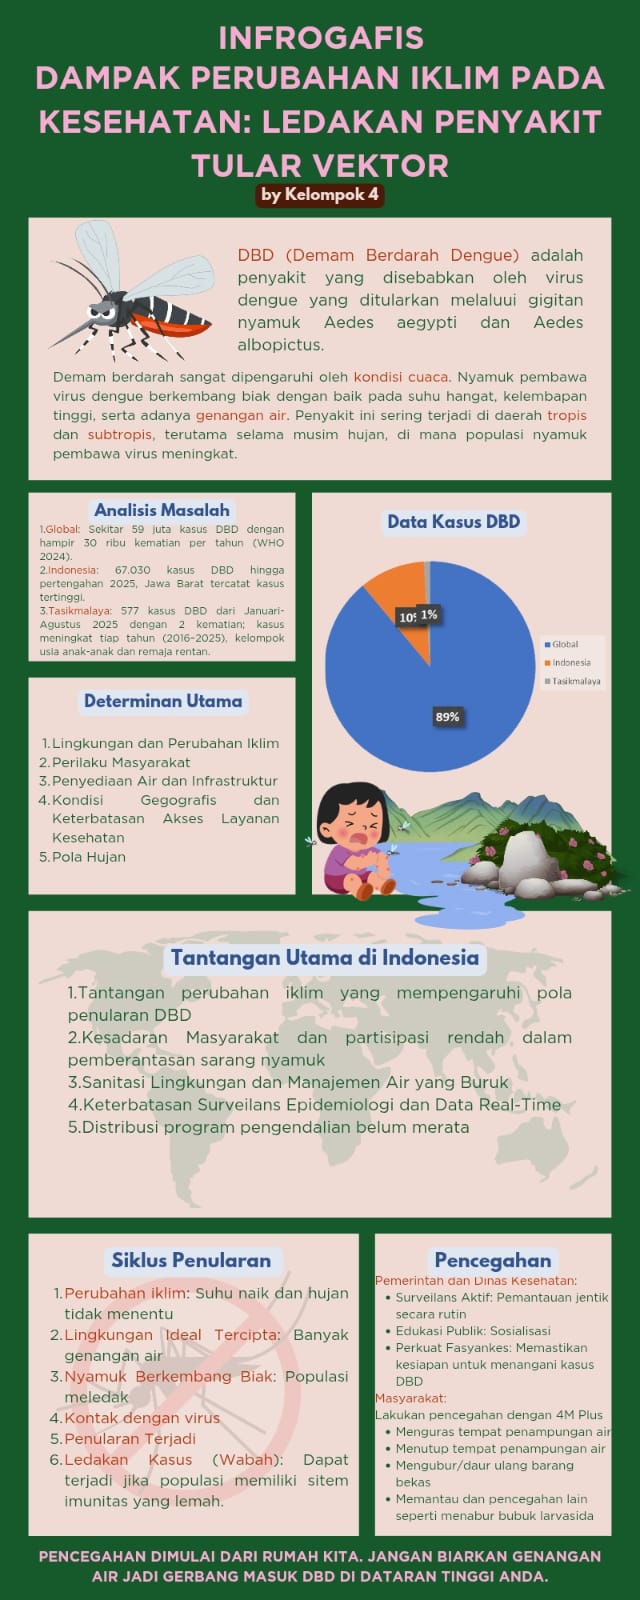 INFROGAFIS
DAMPAK PERUBAHAN IKLIM PADA
KESEHATAN: LEDAKAN PENYAKIT
TULAR VEKTOR
by Kelompok 4
DBD (Demam Berdarah Dengue) adalah
penyakit yang disebabkan oleh virus
dengue yang ditularkan melaluui gigitan
nyamuk Aedes aegypti dan Aedes
albopictus.
Demam berdarah sangat dipengaruhi oleh kondisi cuaca. Nyamuk pembawa
virus dengue berkembang biak dengan baik pada suhu hangat, kelembapan
tinggi, serta adanya genangan air. Penyakit ini sering terjadi di daerah tropis
dan subtropis, terutama selama musim hujan, di mana populasi nyamuk
pembawa virus meningkat.
Analisis Masalah
1.Global: Sekitar 59 juta kasus DBD dengan
hampir 30 ribu kematian per tahun (WHO
2024).
2.Indonesia: 67.030 kasus DBD hingga
pertengahan 2025, Jawa Barat tercatat kasus
tertinggi.
3.Tasikmalaya: 577 kasus DBD dari Januari-
Agustus 2025 dengan 2 kematian; kasus
meningkat tiap tahun (2016–2025), kelompok
usia anak-anak dan remaja rentan.
Data Kasus DBD
10%
1%
89%
Global
Indonesia
Tasikmalaya
Determinan Utama
1.Lingkungan dan Perubahan Iklim
2.Perilaku Masyarakat
3.Penyediaan Air dan Infrastruktur
4.Kondisi Gegografis dan
Keterbatasan Akses Layanan
Kesehatan
5.Pola Hujan
Tantangan Utama di Indonesia
1.Tantangan perubahan iklim yang mempengaruhi pola
penularan DBD
2.Kesadaran Masyarakat dan partisipasi rendah dalam
pemberantasan sarang nyamuk
3.Sanitasi Lingkungan dan Manajemen Air yang Buruk
4.Keterbatasan Surveilans Epidemiologi dan Data Real-Time
5.Distribusi program pengendalian belum merata
Siklus Penularan
1.Perubahan iklim: Suhu naik dan hujan
tidak menentu
2.Lingkungan Ideal Tercipta: Banyak
genangan air
3.Nyamuk Berkembang Biak: Populasi
meledak
4.Kontak dengan virus
5.Penularan Terjadi
6.Ledakan Kasus (Wabah): Dapat
terjadi jika populasi memiliki sitem
imunitas yang lemah.
Pencegahan
Pemerintah dan Dinas Kesehatan:
• Surveilans Aktif: Pemantauan jentik
secara rutin
• Edukasi Publik: Sosialisasi
• Perkuat Fasyankes: Memastikan
kesiapan untuk menangani kasus
DBD
Masyarakat:
Lakukan pencegahan dengan 4M Plus
• Menguras tempat penampungan air
• Menutup tempat penampungan air
• Mengubur/daur ulang barang
bekas
• Memantau dan pencegahan lain
seperti menabur bubuk larvasida
PENCEGAHAN DIMULAI DARI RUMAH KITA. JANGAN BIARKAN GENANGAN
AIR JADI GERBANG MASUK DBD DI DATARAN TINGGI ANDA.